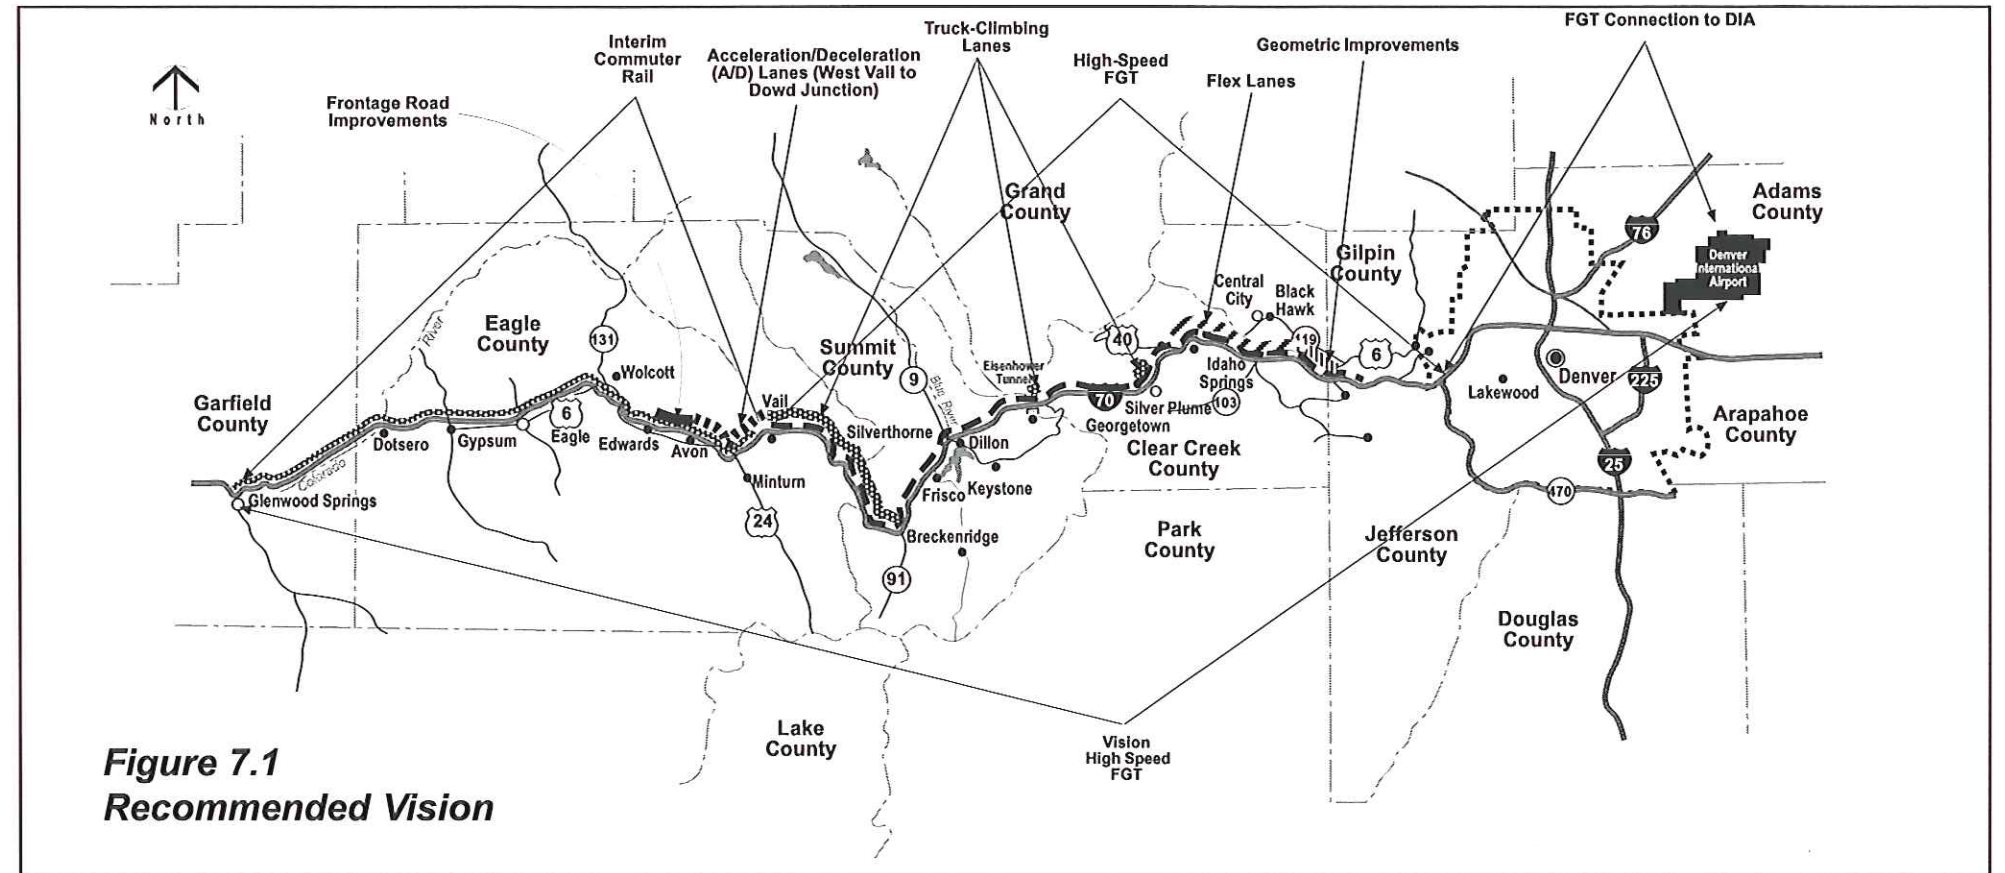 FGT Connection to DIA
Truck-Climbing
Lanes
Interim
Commuter
Rail
Geometric Improvements
Acceleration/Deceleration
(A/D) Lanes (West Vail to
Dowd Junction)
High-Speed
FGT
Flex Lanes
North
Frontage Road
Improvements
Grand
County
Adams
County
76
Gilpin
County
Denver
International
Airport
Central
City
Black
Hawk
River
Eagle
County
131
Summit
County
40
119
6
Eisenhower
Tunnel
Wolcott
9
Blue River
Idaho
Springs
Denver
225
Lakewood
Garfield
County
6
Vail
70
Silver Plume
103
Arapahoe
County
Dotsero
Gypsum
Eagle
Edwards
Avon
Silverthorne
Dillon
Georgetown
Clear Creek
County
25
Colorado
Minturn
Frisco
Keystone
470
Glenwood Springs
24
Breckenridge
Park
County
Jefferson
County
91
Douglas
County
Lake
County
Vision
High Speed
FGT
Figure 7.1
Recommended Vision